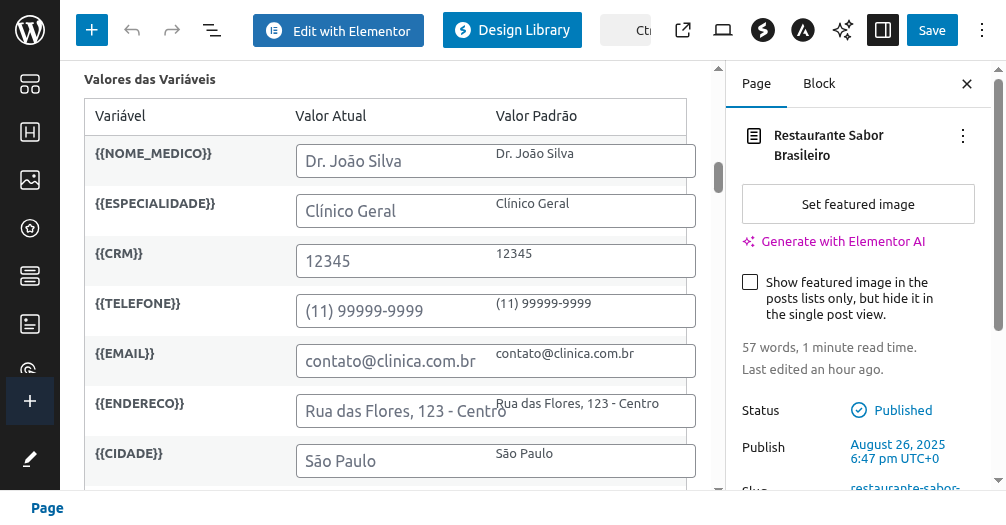 Edit with Elementor
Design Library
Ctr
Save
Valores das Variáveis
Variável Valor Atual Valor Padrão
{{NOME_MEDICO}} Dr. João Silva Dr. João Silva
{{ESPECIALIDADE}} Clínico Geral Clínico Geral
{{CRM}} 12345 12345
{{TELEFONE}} (11) 99999-9999 (11) 99999-9999
{{EMAIL}} contato@clinica.com.br contato@clinica.com.br
{{ENDERECO}} Rua das Flores, 123 - Centro Rua das Flores, 123 - Centro
{{CIDADE}} São Paulo São Paulo
Page Block
Restaurante Sabor
Brasileiro
Set featured image
Generate with Elementor AI
Show featured image in the
posts lists only, but hide it in
the single post view.
57 words, 1 minute read time.
Last edited an hour ago.
Status Published
Publish August 26, 2025
6:47 pm UTC+0
Slug restaurante-sabor-
Page